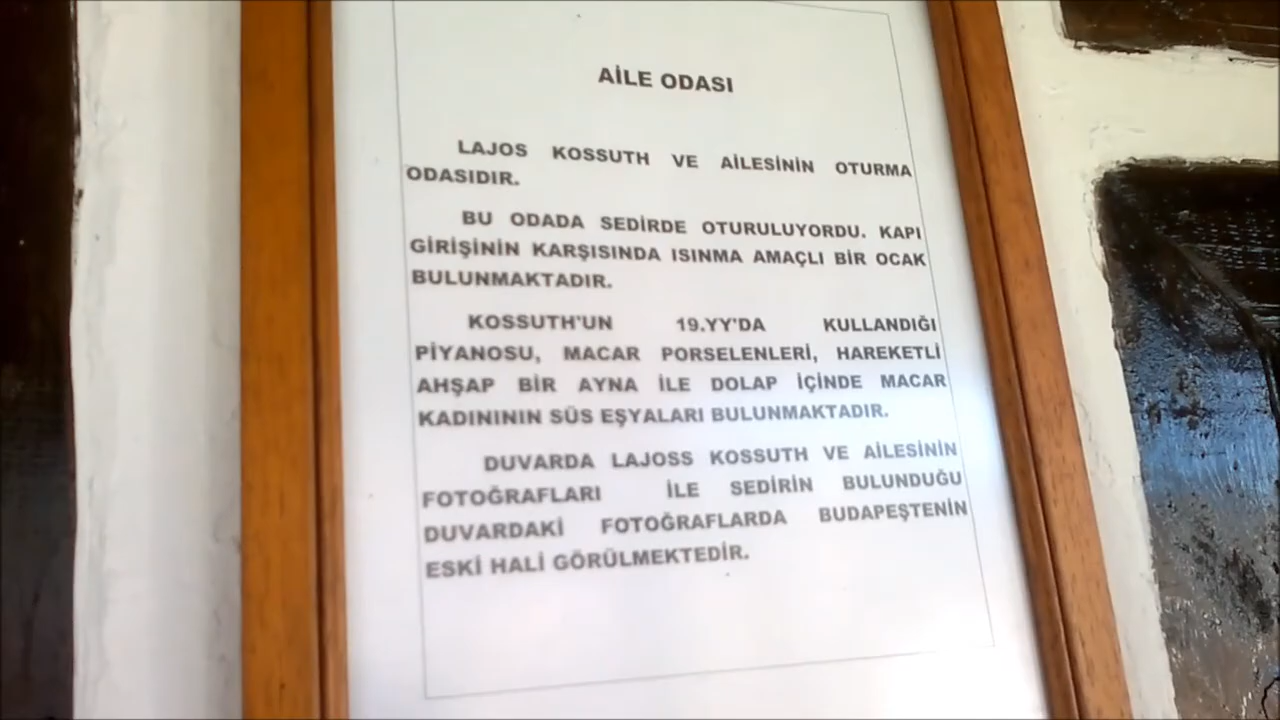 AİLE ODASI
LAJOS KOSSUTH VE AİLESİNİN OTURMA
ODASIDIR.
BU ODADA SEDİRDE OTURULUYORDU. KAPI
GİRİŞİNİN KARŞISINDA ISINMA AMAÇLI BİR OCAK
BULUNMAKTADIR.
KOSSUTH'UN 19.YY'DA KULLANDIĞI
PİYANOSU, MACAR PORSELENLERİ, HAREKETLİ
AHŞAP BİR AYNA İLE DOLAP İÇİNDE MACAR
KADINININ SÜS EŞYALARI BULUNMAKTADIR.
DUVARDA LAJOSS KOSSUTH VE AİLESİNİN
FOTOĞRAFLARI İLE SEDİRİN BULUNDUĞU
DUVARDAKİ FOTOĞRAFLARDA BUDAPEŞTENİN
ESKİ HALİ GÖRÜLMEKTEDİR.